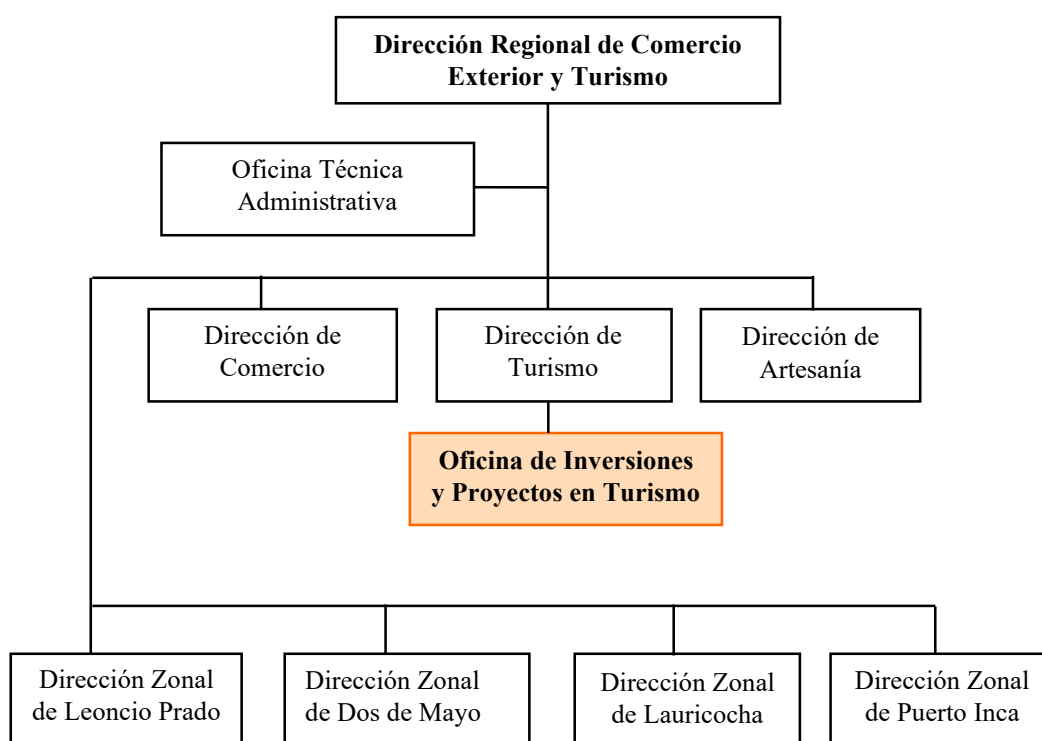 Dirección Regional de Comercio
Exterior y Turismo
Oficina Técnica
Administrativa
Dirección de
Comercio
Dirección de
Turismo
Dirección de
Artesanía
Oficina de Inversiones
y Proyectos en Turismo
Dirección Zonal
de Leoncio Prado
Dirección Zonal
de Dos de Mayo
Dirección Zonal
de Lauricocha
Dirección Zonal
de Puerto Inca